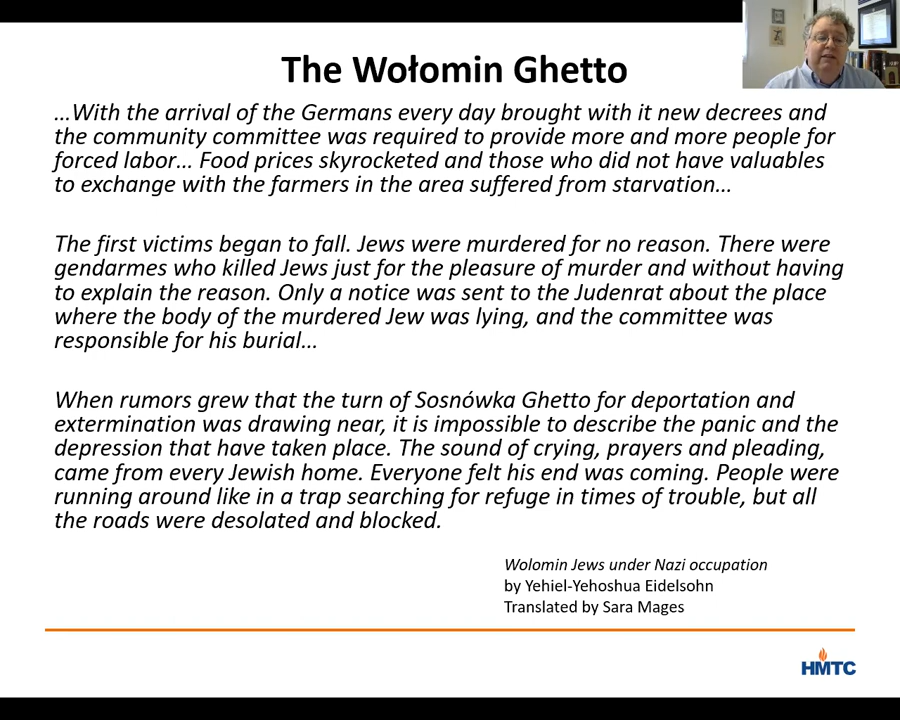 The Wołomin Ghetto
…With the arrival of the Germans every day brought with it new decrees and
the community committee was required to provide more and more people for
forced labor… Food prices skyrocketed and those who did not have valuables
to exchange with the farmers in the area suffered from starvation…
The first victims began to fall. Jews were murdered for no reason. There were
gendarmes who killed Jews just for the pleasure of murder and without having
to explain the reason. Only a notice was sent to the Judenrat about the place
where the body of the murdered Jew was lying, and the committee was
responsible for his burial…
When rumors grew that the turn of Sosnówka Ghetto for deportation and
extermination was drawing near, it is impossible to describe the panic and the
depression that have taken place. The sound of crying, prayers and pleading,
came from every Jewish home. Everyone felt his end was coming. People were
running around like in a trap searching for refuge in times of trouble, but all
the roads were desolated and blocked.
Wolomin Jews under Nazi occupation
by Yehiel-Yehoshua Eidelsohn
Translated by Sara Mages
HMTC